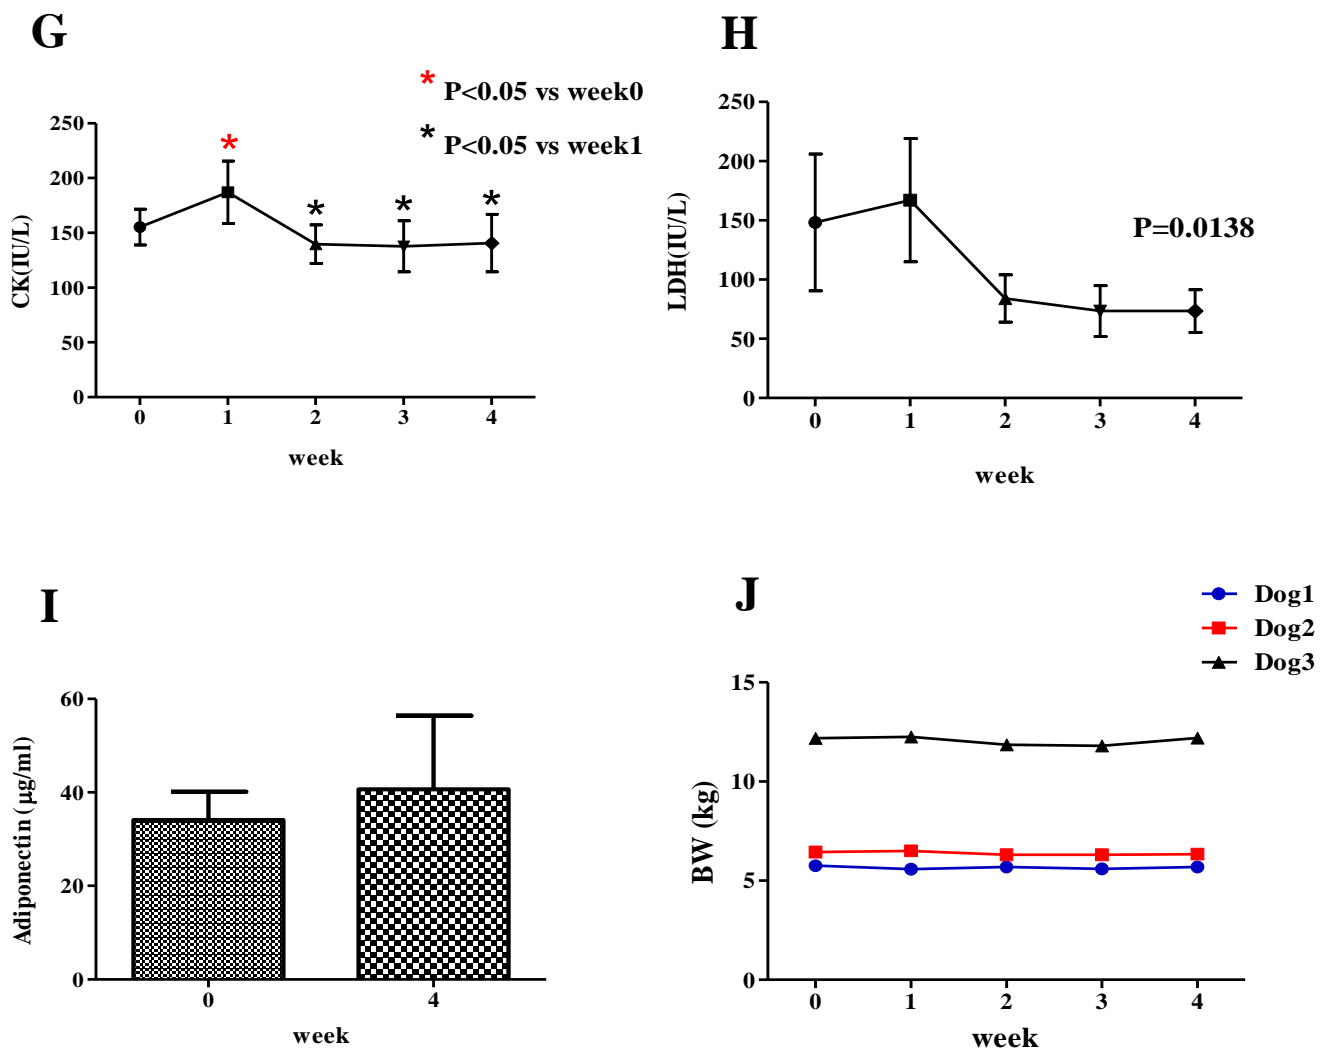 G
* P<0.05 vs week0
* P<0.05 vs week1
CK(IU/L)
250
200
150
100
50
0
*
*
*
*
0 1 2 3 4
week
H
LDH(IU/L)
250
200
150
100
50
0
P=0.0138
0 1 2 3 4
week
I
Adiponectin (µg/ml)
60
40
20
0
0 4
week
J
Dog1
Dog2
Dog3
BW (kg)
15
10
5
0
0 1 2 3 4
week